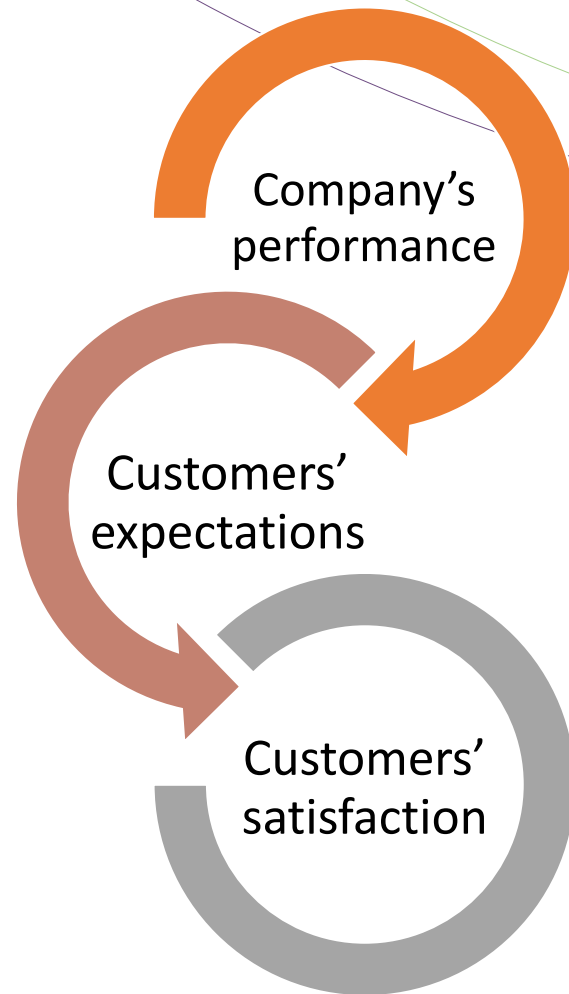 Company’s
performance
Customers’
expectations
Customers’
satisfaction